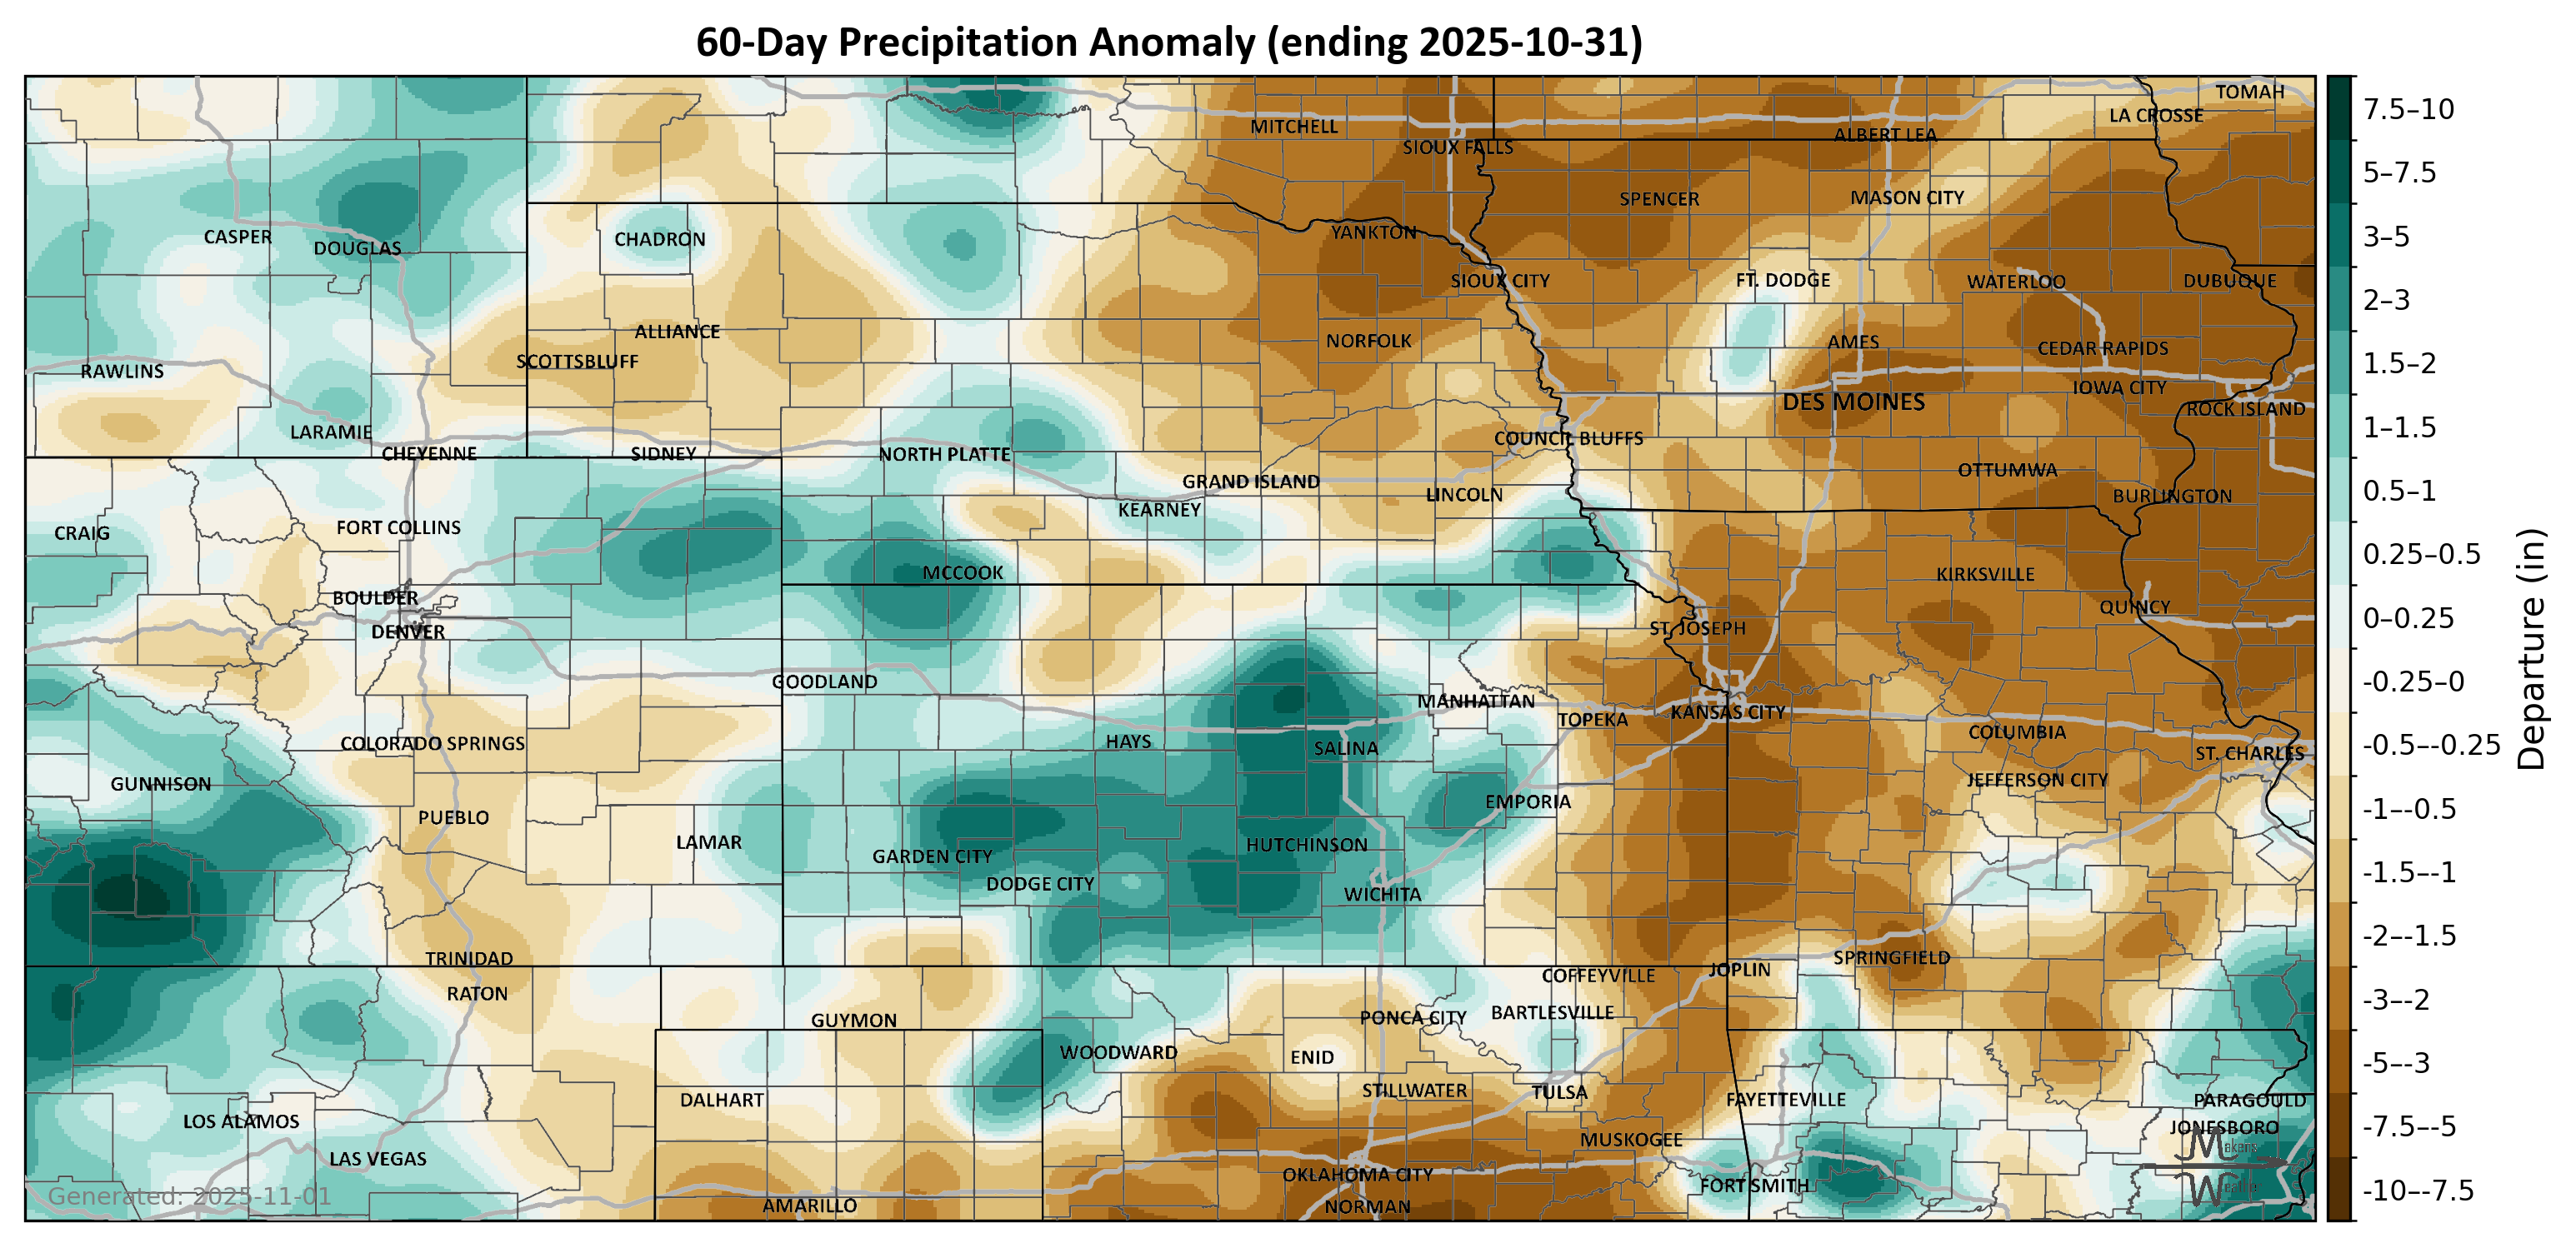 60-Day Precipitation Anomaly (ending 2025-10-31)
TOMAH
LA CROSSE
MITCHELL
ALBERT LEA
SIOUX FALLS
SPENCER
MASON CITY
YANKTON
CASPER
CHADRON
DOUGLAS
SIOUX CITY
FT. DODGE
WATERLOO
DUBUQUE
ALLIANCE
NORFOLK
AMES
CEDAR RAPIDS
SCOTTSBLUFF
RAWLINS
IOWA CITY
DES MOINES
ROCK ISLAND
LARAMIE
COUNCIL BLUFFS
CHEYENNE
SIDNEY
NORTH PLATTE
OTTUMWA
GRAND ISLAND
LINCOLN
BURLINGTON
KEARNEY
CRAIG
FORT COLLINS
MCCOOK
KIRKSVILLE
BOULDER
QUINCY
DENVER
ST. JOSEPH
GOODLAND
MANHATTAN
TOPEKA
KANSAS CITY
COLUMBIA
COLORADO SPRINGS
HAYS
SALINA
ST. CHARLES
GUNNISON
JEFFERSON CITY
EMPORIA
PUEBLO
LAMAR
HUTCHINSON
GARDEN CITY
DODGE CITY
WICHITA
TRINIDAD
SPRINGFIELD
JOPLIN
COFFEYVILLE
RATON
BARTLESVILLE
GUYMON
PONCA CITY
WOODWARD
ENID
STILLWATER
TULSA
DALHART
FAYETTEVILLE
PARAGOULD
LOS ALAMOS
JONESBORO
MUSKOGEE
LAS VEGAS
OKLAHOMA CITY
FORT SMITH
AMARILLO
NORMAN
Generated: 2025-11-01
7.5–10
5–7.5
3–5
2–3
1.5–2
1–1.5
0.5–1
0.25–0.5
0–0.25
-0.25–0
-0.5–-0.25
-1–-0.5
-1.5–-1
-2–-1.5
-3–-2
-5–-3
-7.5–-5
-10–-7.5
Departure (in)